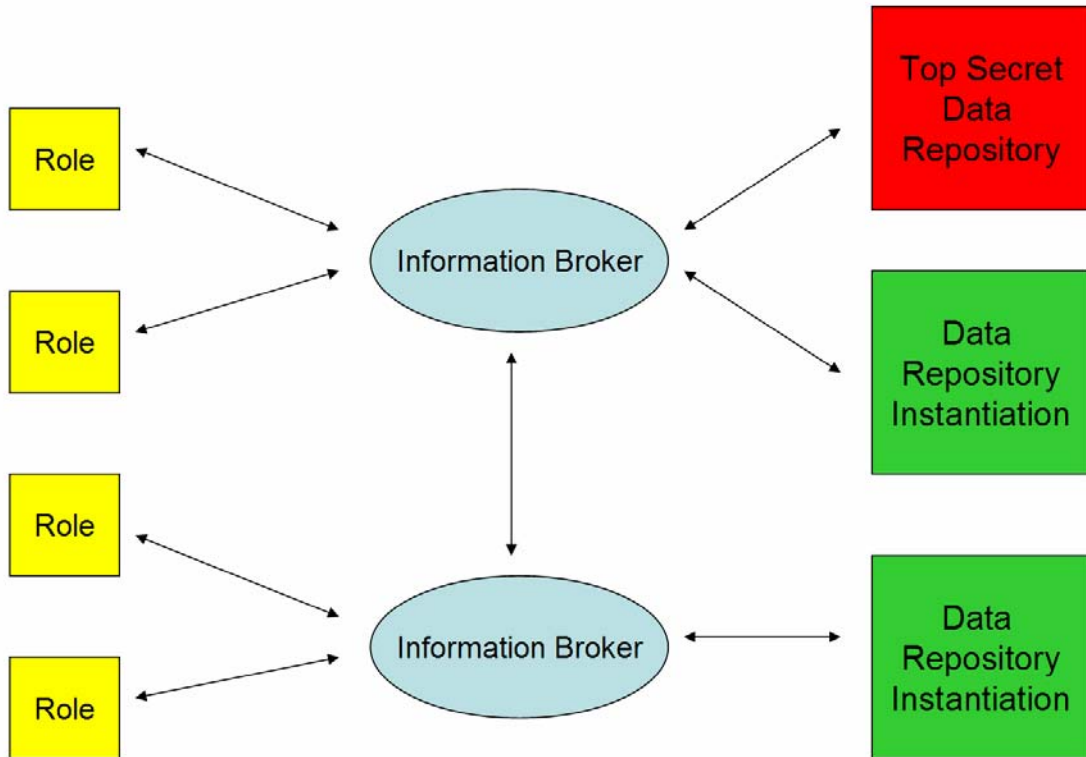 Top Secret
Data
Repository
Role
Information Broker
Role
Data
Repository
Instantiation
Role
Information Broker
Data
Repository
Instantiation
Role